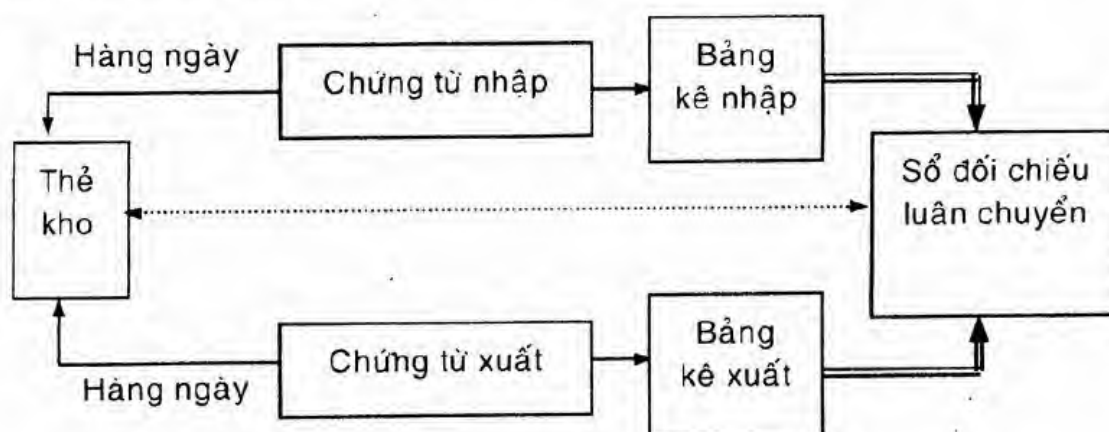 Hàng ngày
Chứng từ nhập
Bảng
kê nhập
Thẻ
kho
Sổ đối chiếu
luân chuyển
Hàng ngày
Chứng từ xuất
Bảng
kê xuất